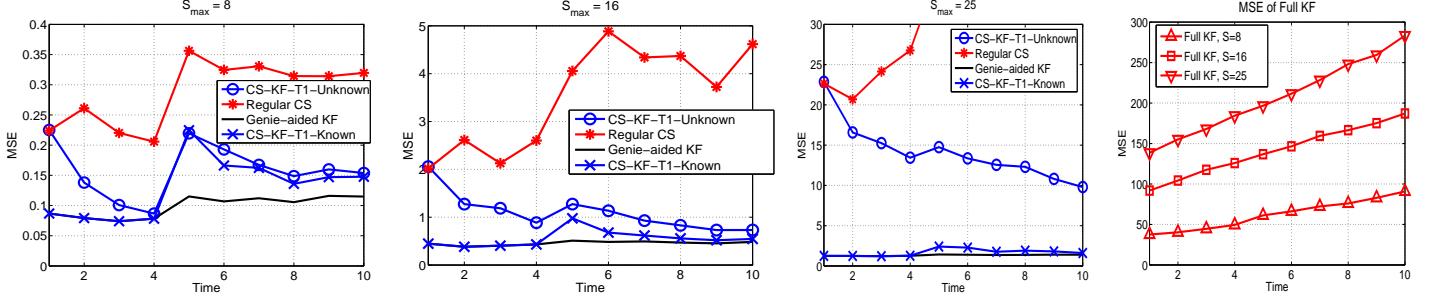 S_max = 8
0.4
0.35
0.3
0.25
0.2
0.15
0.1
0.05
0
MSE
2 4 6 8 10
Time
CS-KF-T1-Unknown
Regular CS
Genie-aided KF
CS-KF-T1-Known
S_max = 16
5
4
3
2
1
0
MSE
2 4 6 8 10
Time
CS-KF-T1-Unknown
Regular CS
Genie-aided KF
CS-KF-T1-Known
S_max = 25
30
25
20
15
10
5
0
MSE
2 4 6 8 10
Time
CS-KF-T1-Unknown
Regular CS
Genie-aided KF
CS-KF-T1-Known
MSE of Full KF
300
250
200
150
100
50
0
MSE
2 4 6 8 10
Time
Full KF, S=8
Full KF, S=16
Full KF, S=25